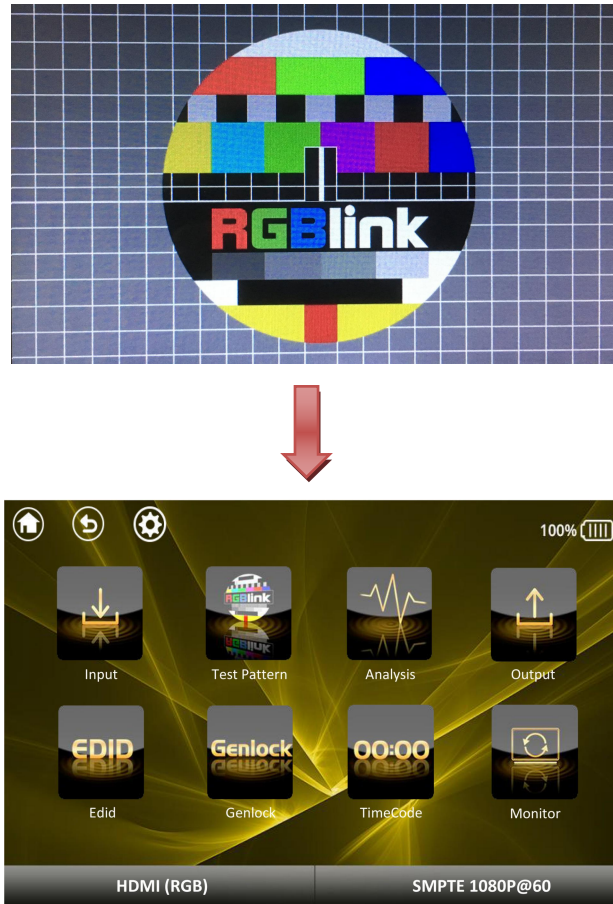 RGBlink
100%
RGBlink
Input
Test Pattern
Analysis
Output
EDID
Genlock
00:00
Edid
Genlock
TimeCode
Monitor
HDMI (RGB)
SMPTE 1080P@60